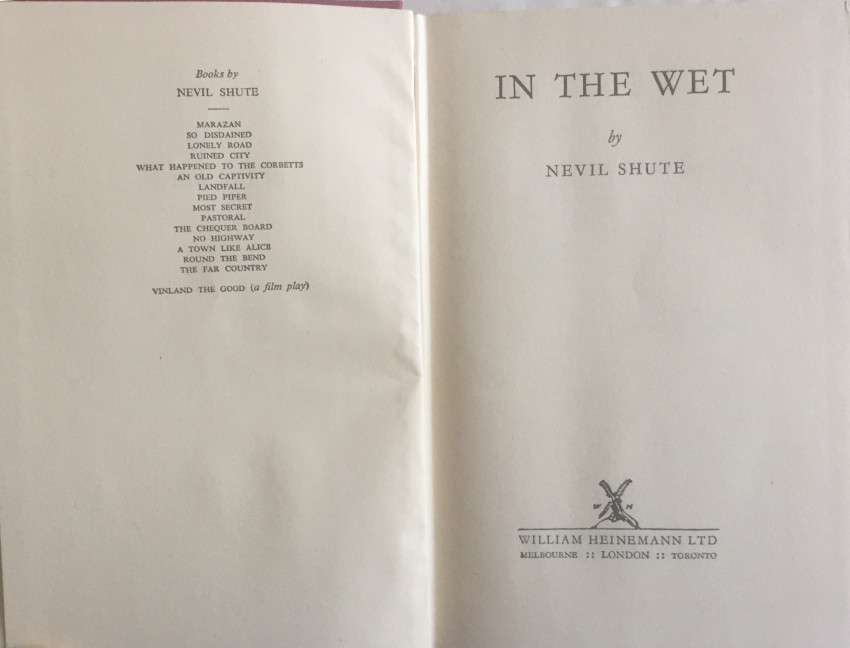 Books by
NEVIL SHUTE
MARAZAN
SO DISDAINED
LONELY ROAD
RUINED CITY
WHAT HAPPENED TO THE CORBETTS
AN OLD CAPTIVITY
LANDFALL
PIED PIPER
MOST SECRET
PASTORAL
THE CHEQUER BOARD
NO HIGHWAY
A TOWN LIKE ALICE
ROUND THE BEND
THE FAR COUNTRY
VINLAND THE GOOD (a film play)
IN THE WET
by
NEVIL SHUTE
W H
WILLIAM HEINEMANN LTD
MELBOURNE :: LONDON :: TORONTO